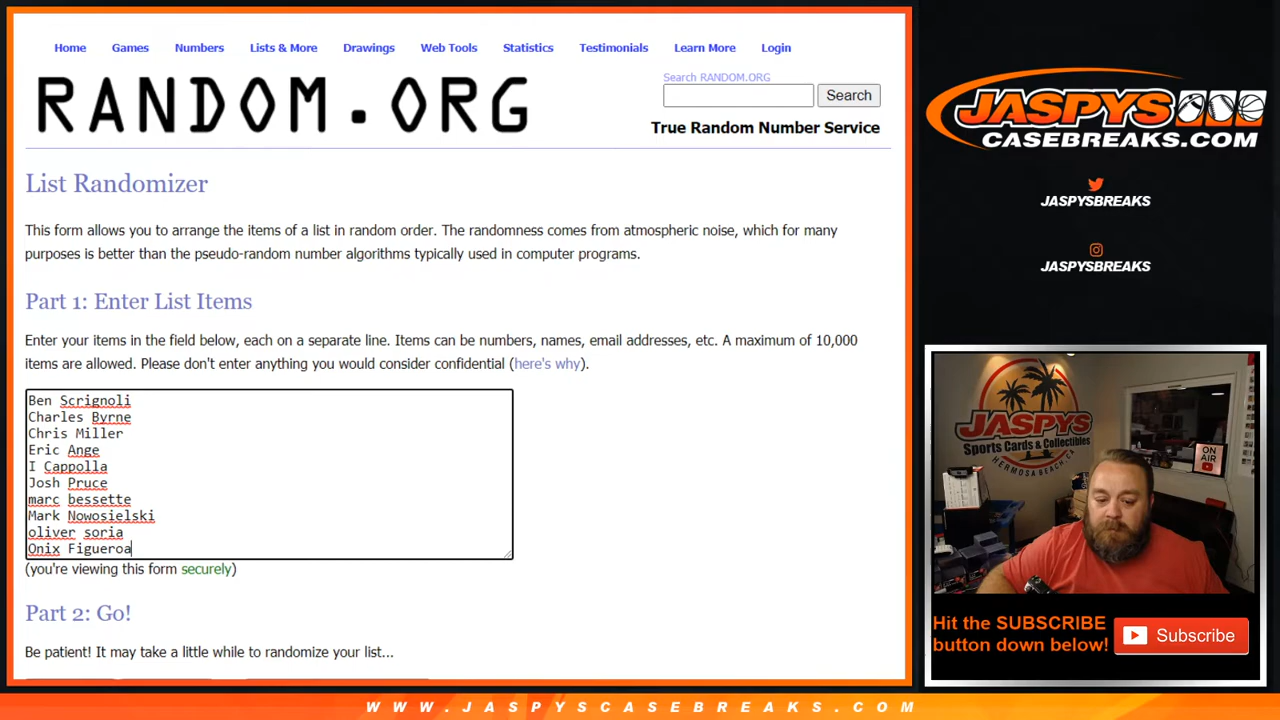 Home Games Numbers Lists & More Drawings Web Tools Statistics Testimonials Learn More Login
RANDOM.ORG
Search RANDOM.ORG
Search
True Random Number Service
List Randomizer
This form allows you to arrange the items of a list in random order. The randomness comes from atmospheric noise, which for many
purposes is better than the pseudo-random number algorithms typically used in computer programs.
Part 1: Enter List Items
Enter your items in the field below, each on a separate line. Items can be numbers, names, email addresses, etc. A maximum of 10,000
items are allowed. Please don't enter anything you would consider confidential (here's why).
Ben Scrignoli
Charles Byrne
Chris Miller
Eric Ange
I Cappolla
Josh Pruce
marc bessette
Mark Nowosielski
oliver soria
Onix Figueroa
(you're viewing this form securely)
Part 2: Go!
Be patient! It may take a little while to randomize your list...
JASPYS
CASEBREAKS.COM
JASPYSBREAKS
JASPYSBREAKS
JASPYS
Sports Cards & Collectibles
HERMOSA BEACH, CA
ON
AIR
Hit the SUBSCRIBE
button down below!
Subscribe
WWW.JASPYSCASEBREAKS.COM